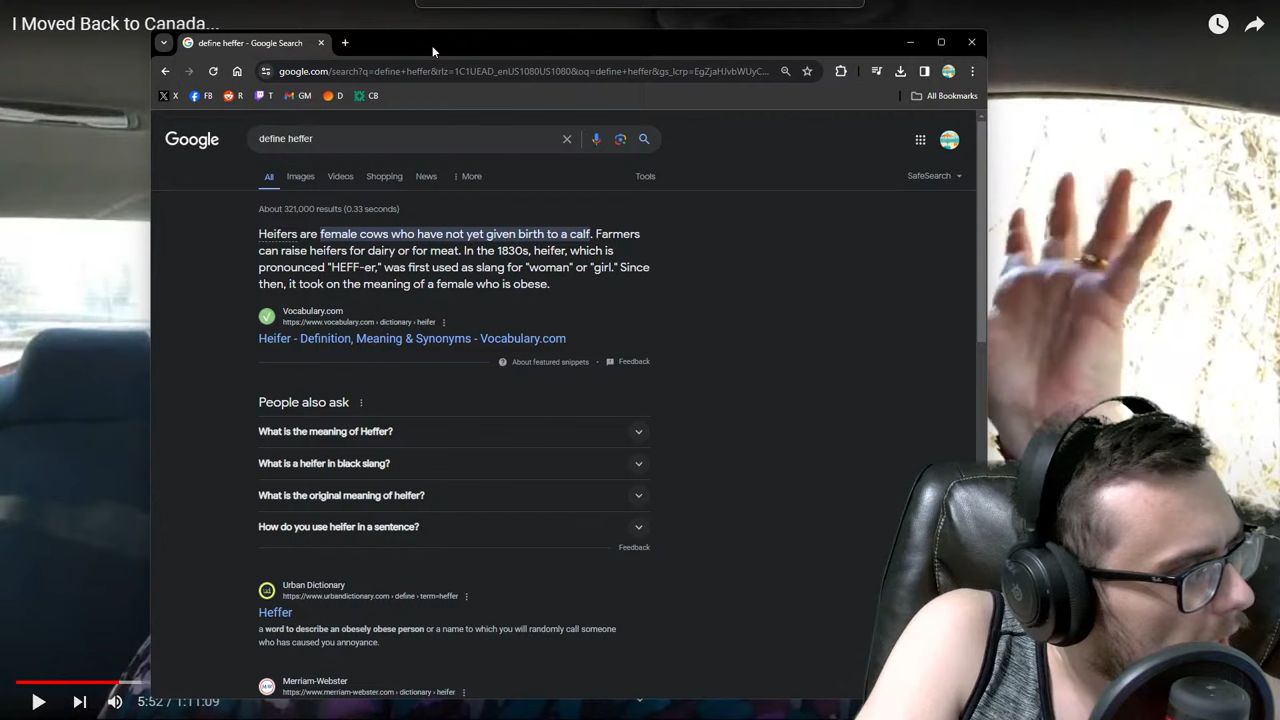 I Moved Back to Canada...
define heffer - Google Search
google.com/search?q=define+heffer&rlz=1C1UEAD_enUS1080US1080&oq=define+heffer&gs_lcrp=EgZjaHJvbWUyC...
X FB R T GM D CB
All Bookmarks
Google
define heffer
All Images Videos Shopping News More Tools SafeSearch
About 321,000 results (0.33 seconds)
Heifers are female cows who have not yet given birth to a calf. Farmers
can raise heifers for dairy or for meat. In the 1830s, heifer, which is
pronounced "HEFF-er," was first used as slang for "woman" or "girl." Since
then, it took on the meaning of a female who is obese.
Vocabulary.com
https://www.vocabulary.com › dictionary › heifer
Heifer - Definition, Meaning & Synonyms - Vocabulary.com
About featured snippets • Feedback
People also ask
What is the meaning of Heffer?
What is a heifer in black slang?
What is the original meaning of heifer?
How do you use heifer in a sentence?
Feedback
Urban Dictionary
https://www.urbandictionary.com › define › term=heffer
Heffer
a word to describe an obesely obese person or a name to which you will randomly call someone
who has caused you annoyance.
Merriam-Webster
https://www.merriam-webster.com › dictionary › heifer
5:52 / 1:11:09